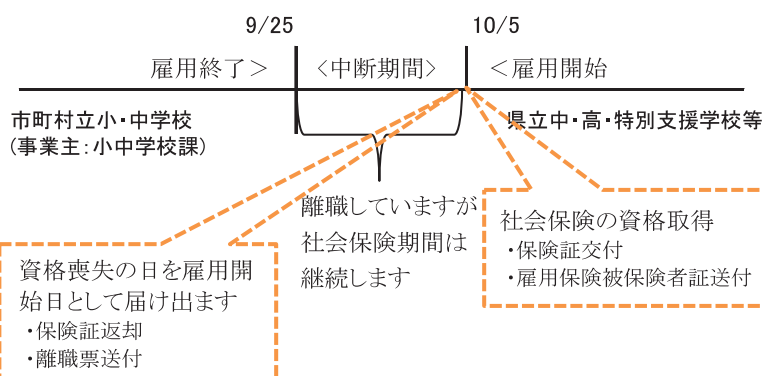 9/25
10/5
雇用終了＞
＜中断期間＞
＜雇用開始
市町村立小・中学校
(事業主：小中学校課)
県立中・高・特別支援学校等
離職していますが
社会保険期間は
継続します
社会保険の資格取得
・保険証交付
・雇用保険被保険者証送付
資格喪失の日を雇用開
始日として届け出ます
・保険証返却
・離職票送付